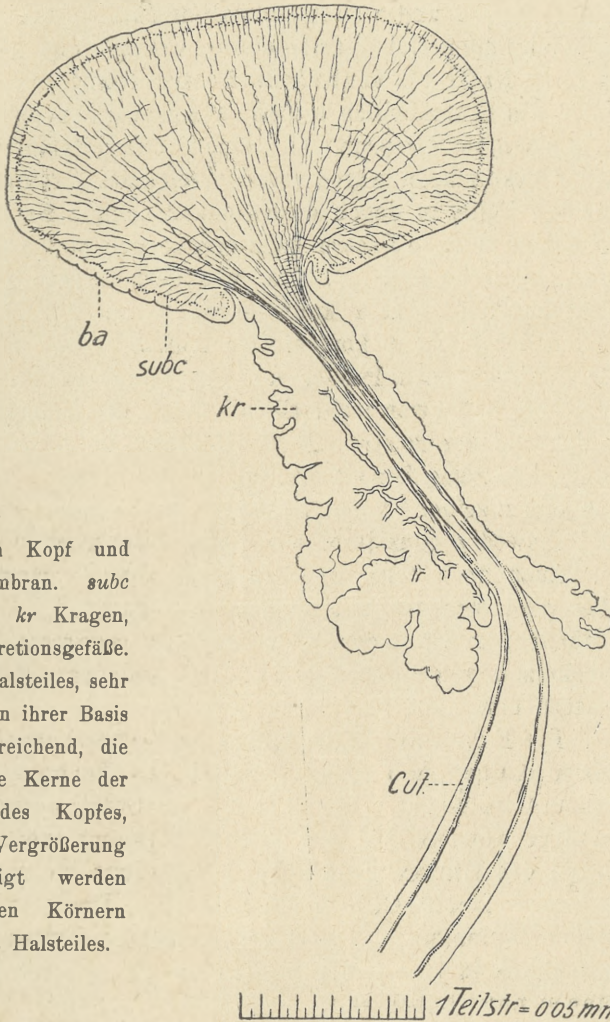 ba
subc
kr
Kopf und
mbran. subc
kr Kragen,
retionsgefäße.
alsteiles, sehr
n ihrer Basis
reichend, die
e Kerne der
des Kopfes,
Vergrößerung
igt werden
en Körnern
Halsteiles.
Cut
1 Teilstr = 0·05 mm